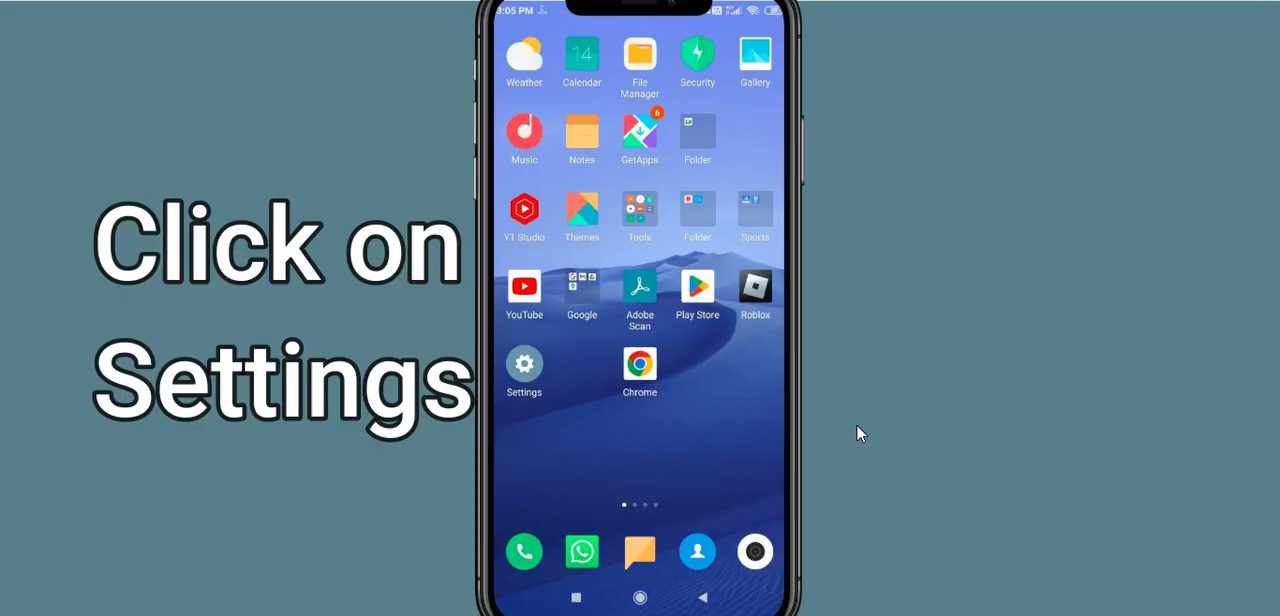 3:05 PM
Weather
Calendar
File
Manager
Security
Gallery
14
Music
Notes
GetApps
6
Folder
YT Studio
Themes
Tools
Folder
Sports
YouTube
Google
Adobe
Scan
Play Store
Roblox
Settings
Chrome
Click on
Settings